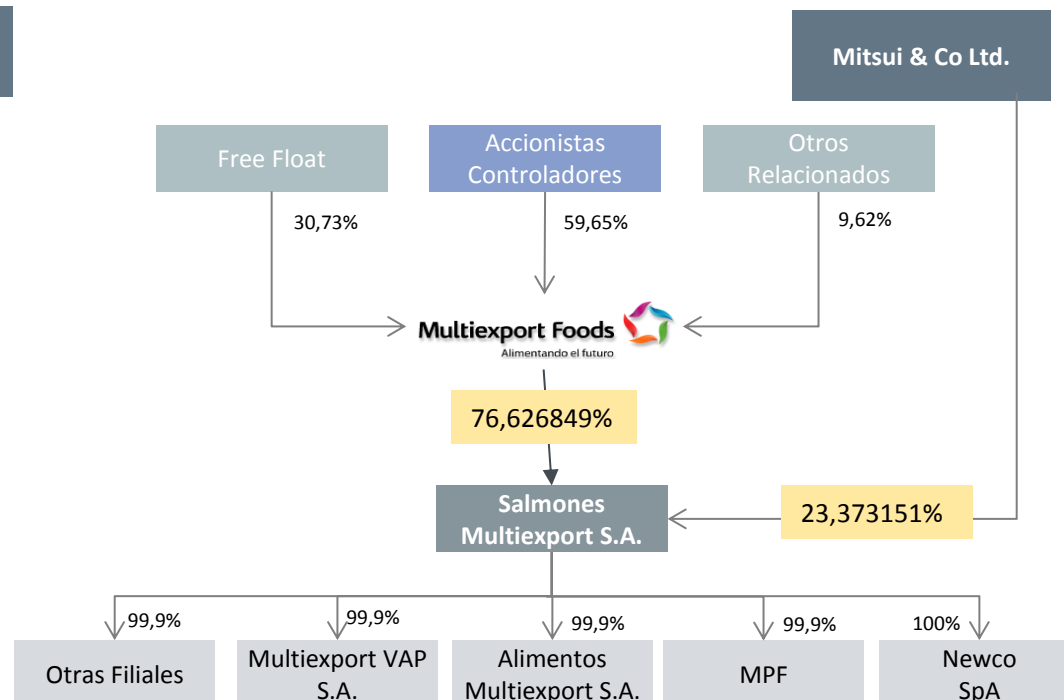 Mitsui & Co Ltd.
Free Float
Accionistas
Controladores
Otros
Relacionados
30,73%
59,65%
9,62%
Multiexport Foods
Alimentando el futuro
76,626849%
Salmones
Multiexport S.A.
23,373151%
99,9%
99,9%
99,9%
99,9%
100%
Otras Filiales
Multiexport VAP
S.A.
Alimentos
Multiexport S.A.
MPF
Newco
SpA